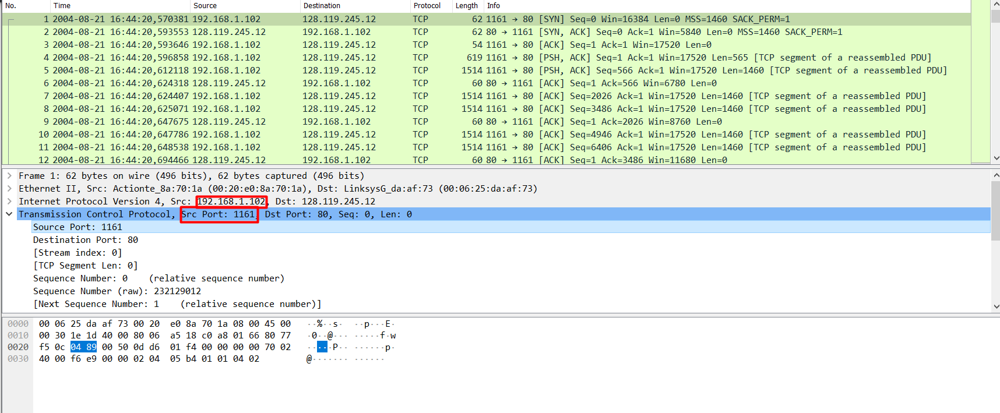 No. Time Source Destination Protocol Length Info
1 2004-08-21 16:44:20,570381 192.168.1.102 128.119.245.12 TCP 62 1161 → 80 [SYN] Seq=0 Win=16384 Len=0 MSS=1460 SACK_PERM=1
2 2004-08-21 16:44:20,593553 128.119.245.12 192.168.1.102 TCP 62 80 → 1161 [SYN, ACK] Seq=0 Ack=1 Win=5840 Len=0 MSS=1460 SACK_PERM=1
3 2004-08-21 16:44:20,593646 192.168.1.102 128.119.245.12 TCP 54 1161 → 80 [ACK] Seq=1 Ack=1 Win=17520 Len=0
4 2004-08-21 16:44:20,596858 192.168.1.102 128.119.245.12 TCP 619 1161 → 80 [PSH, ACK] Seq=1 Ack=1 Win=17520 Len=565 [TCP segment of a reassembled PDU]
5 2004-08-21 16:44:20,612118 192.168.1.102 128.119.245.12 TCP 1514 1161 → 80 [PSH, ACK] Seq=566 Ack=1 Win=17520 Len=1460 [TCP segment of a reassembled PDU]
6 2004-08-21 16:44:20,624318 128.119.245.12 192.168.1.102 TCP 60 80 → 1161 [ACK] Seq=1 Ack=566 Win=6780 Len=0
7 2004-08-21 16:44:20,624407 192.168.1.102 128.119.245.12 TCP 1514 1161 → 80 [ACK] Seq=2026 Ack=1 Win=17520 Len=1460 [TCP segment of a reassembled PDU]
8 2004-08-21 16:44:20,625071 192.168.1.102 128.119.245.12 TCP 1514 1161 → 80 [ACK] Seq=3486 Ack=1 Win=17520 Len=1460 [TCP segment of a reassembled PDU]
9 2004-08-21 16:44:20,647675 128.119.245.12 192.168.1.102 TCP 60 80 → 1161 [ACK] Seq=1 Ack=2026 Win=8760 Len=0
10 2004-08-21 16:44:20,647786 192.168.1.102 128.119.245.12 TCP 1514 1161 → 80 [ACK] Seq=4946 Ack=1 Win=17520 Len=1460 [TCP segment of a reassembled PDU]
11 2004-08-21 16:44:20,648538 192.168.1.102 128.119.245.12 TCP 1514 1161 → 80 [ACK] Seq=6406 Ack=1 Win=17520 Len=1460 [TCP segment of a reassembled PDU]
12 2004-08-21 16:44:20,694466 128.119.245.12 192.168.1.102 TCP 60 80 → 1161 [ACK] Seq=1 Ack=3486 Win=11680 Len=0
Frame 1: 62 bytes on wire (496 bits), 62 bytes captured (496 bits)
Ethernet II, Src: Actionte_8a:70:1a (00:20:e0:8a:70:1a), Dst: LinksysG_da:af:73 (00:06:25:da:af:73)
Internet Protocol Version 4, Src: 192.168.1.102, Dst: 128.119.245.12
Transmission Control Protocol, Src Port: 1161, Dst Port: 80, Seq: 0, Len: 0
Source Port: 1161
Destination Port: 80
[Stream index: 0]
[TCP Segment Len: 0]
Sequence Number: 0 (relative sequence number)
Sequence Number (raw): 232129012
[Next Sequence Number: 1 (relative sequence number)]
0000 00 06 25 da af 73 00 20 e0 8a 70 1a 08 00 45 00 ··%··s· ··p···E·
0010 00 30 1e 1d 40 00 80 06 a5 18 c0 a8 01 66 80 77 ·0··@··· ·····f·w
0020 f5 0c 04 89 00 50 0d d6 01 f4 00 00 00 00 70 02 ·····P·· ······p·
0030 40 00 f6 e9 00 00 02 04 05 b4 01 01 04 02 @······· ······